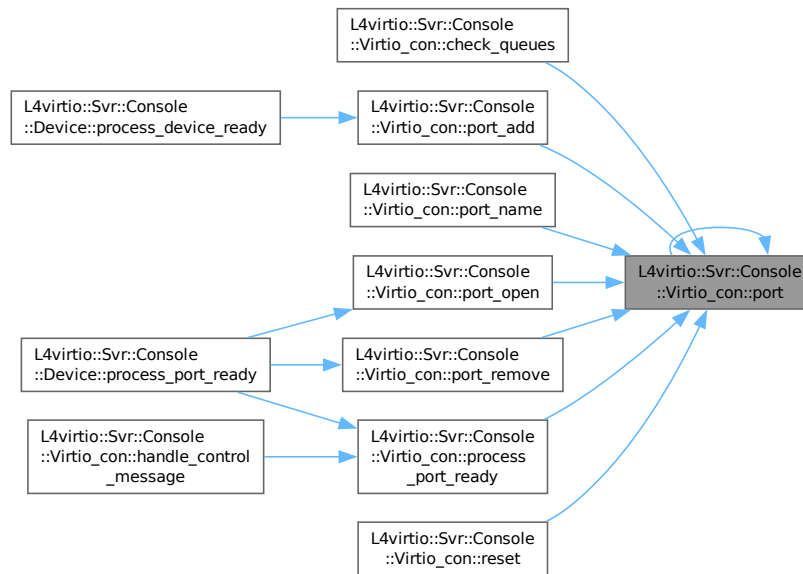 L4virtio::Svr::Console
::Virtio_con::check_queues
L4virtio::Svr::Console
::Device::process_device_ready
L4virtio::Svr::Console
::Virtio_con::port_add
L4virtio::Svr::Console
::Virtio_con::port_name
L4virtio::Svr::Console
::Virtio_con::port
L4virtio::Svr::Console
::Virtio_con::port_open
L4virtio::Svr::Console
::Device::process_port_ready
L4virtio::Svr::Console
::Virtio_con::port_remove
L4virtio::Svr::Console
::Virtio_con::handle_control
_message
L4virtio::Svr::Console
::Virtio_con::process
_port_ready
L4virtio::Svr::Console
::Virtio_con::reset